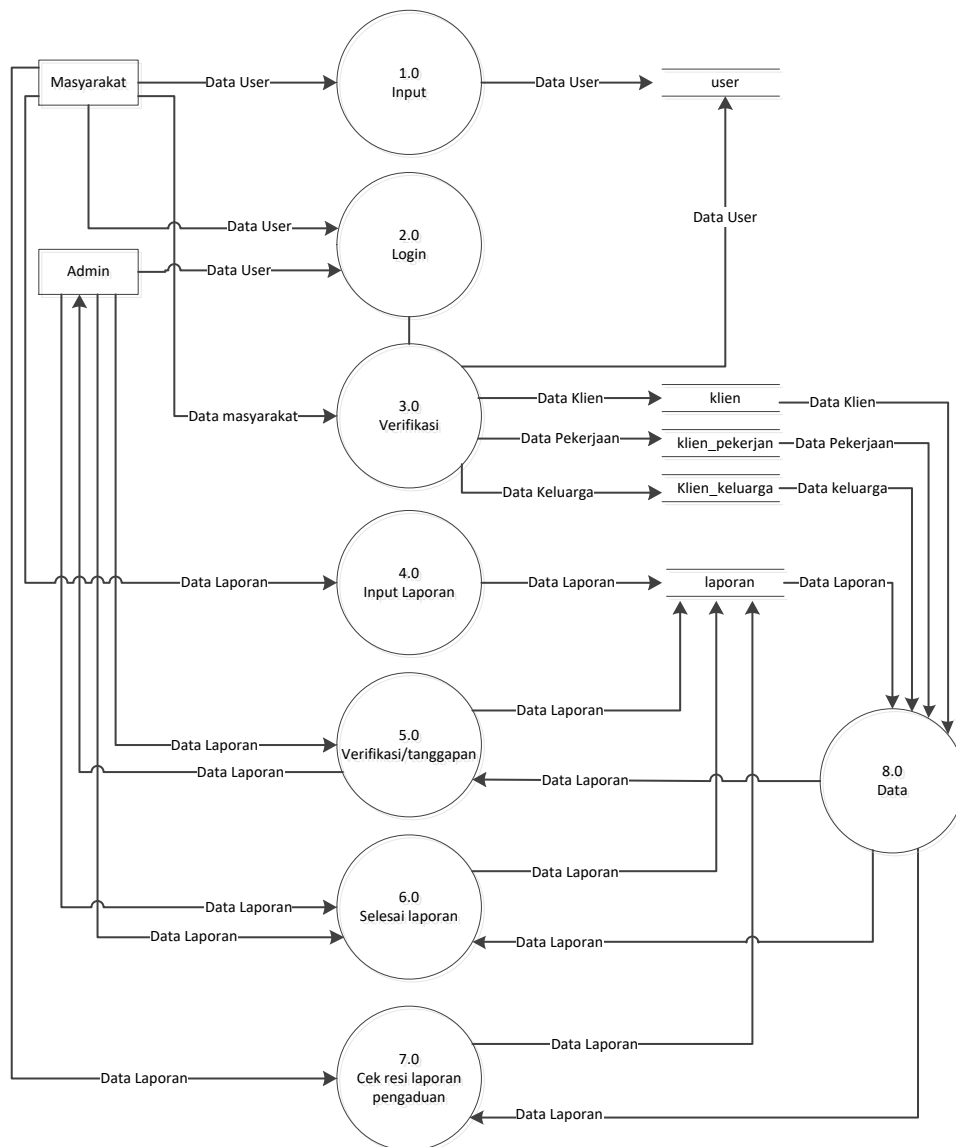 Masyarakat
Data User
1.0
Input
Data User
user
Data User
Data User
2.0
Login
Admin
Data User
3.0
Verifikasi
Data masyarakat
Data Klien
klien
Data Klien
Data Pekerjaan
klien_pekerjan
Data Pekerjaan
Data Keluarga
Klien_keluarga
Data keluarga
Data Laporan
4.0
Input Laporan
Data Laporan
laporan
Data Laporan
Data Laporan
5.0
Verifikasi/tanggapan
Data Laporan
Data Laporan
Data Laporan
8.0
Data
Data Laporan
6.0
Selesai laporan
Data Laporan
Data Laporan
Data Laporan
7.0
Cek resi laporan
pengaduan
Data Laporan
Data Laporan
Data Laporan